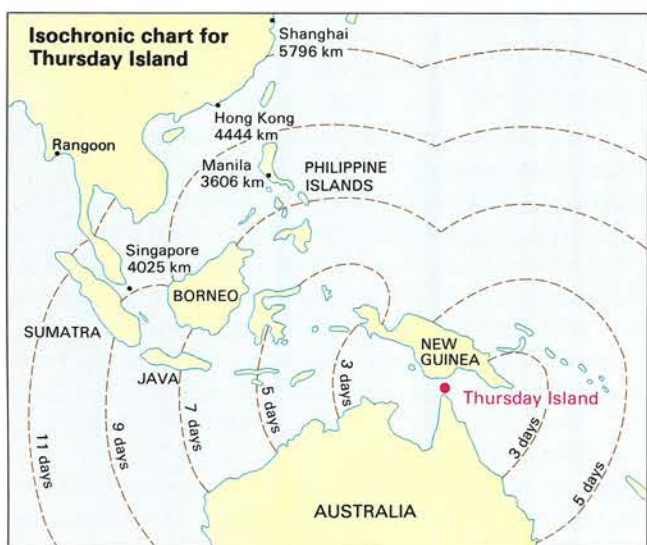 Isochronic chart for
Thursday Island
Shanghai
5796 km
Hong Kong
4444 km
Rangoon
Manila
3606 km
PHILIPPINE
ISLANDS
Singapore
4025 km
BORNEO
SUMATRA
NEW
GUINEA
JAVA
Thursday Island
11 days
9 days
7 days
5 days
3 days
3 days
5 days
AUSTRALIA